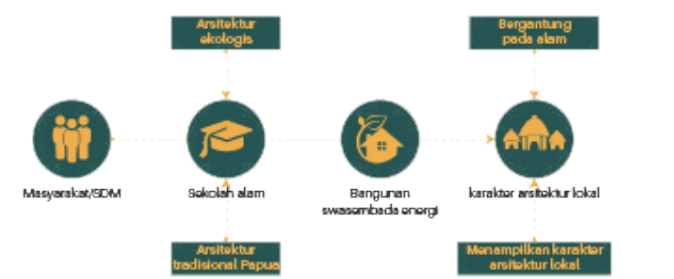 Arsitektur
ekologis
Bergantung
pada alam
Masyarakat/SDM
Sekolah alam
Bangunan
swasembada energi
karakter arsitektur lokal
Arsitektur
tradisional Papua
Menampilkan karakter
arsitektur lokal